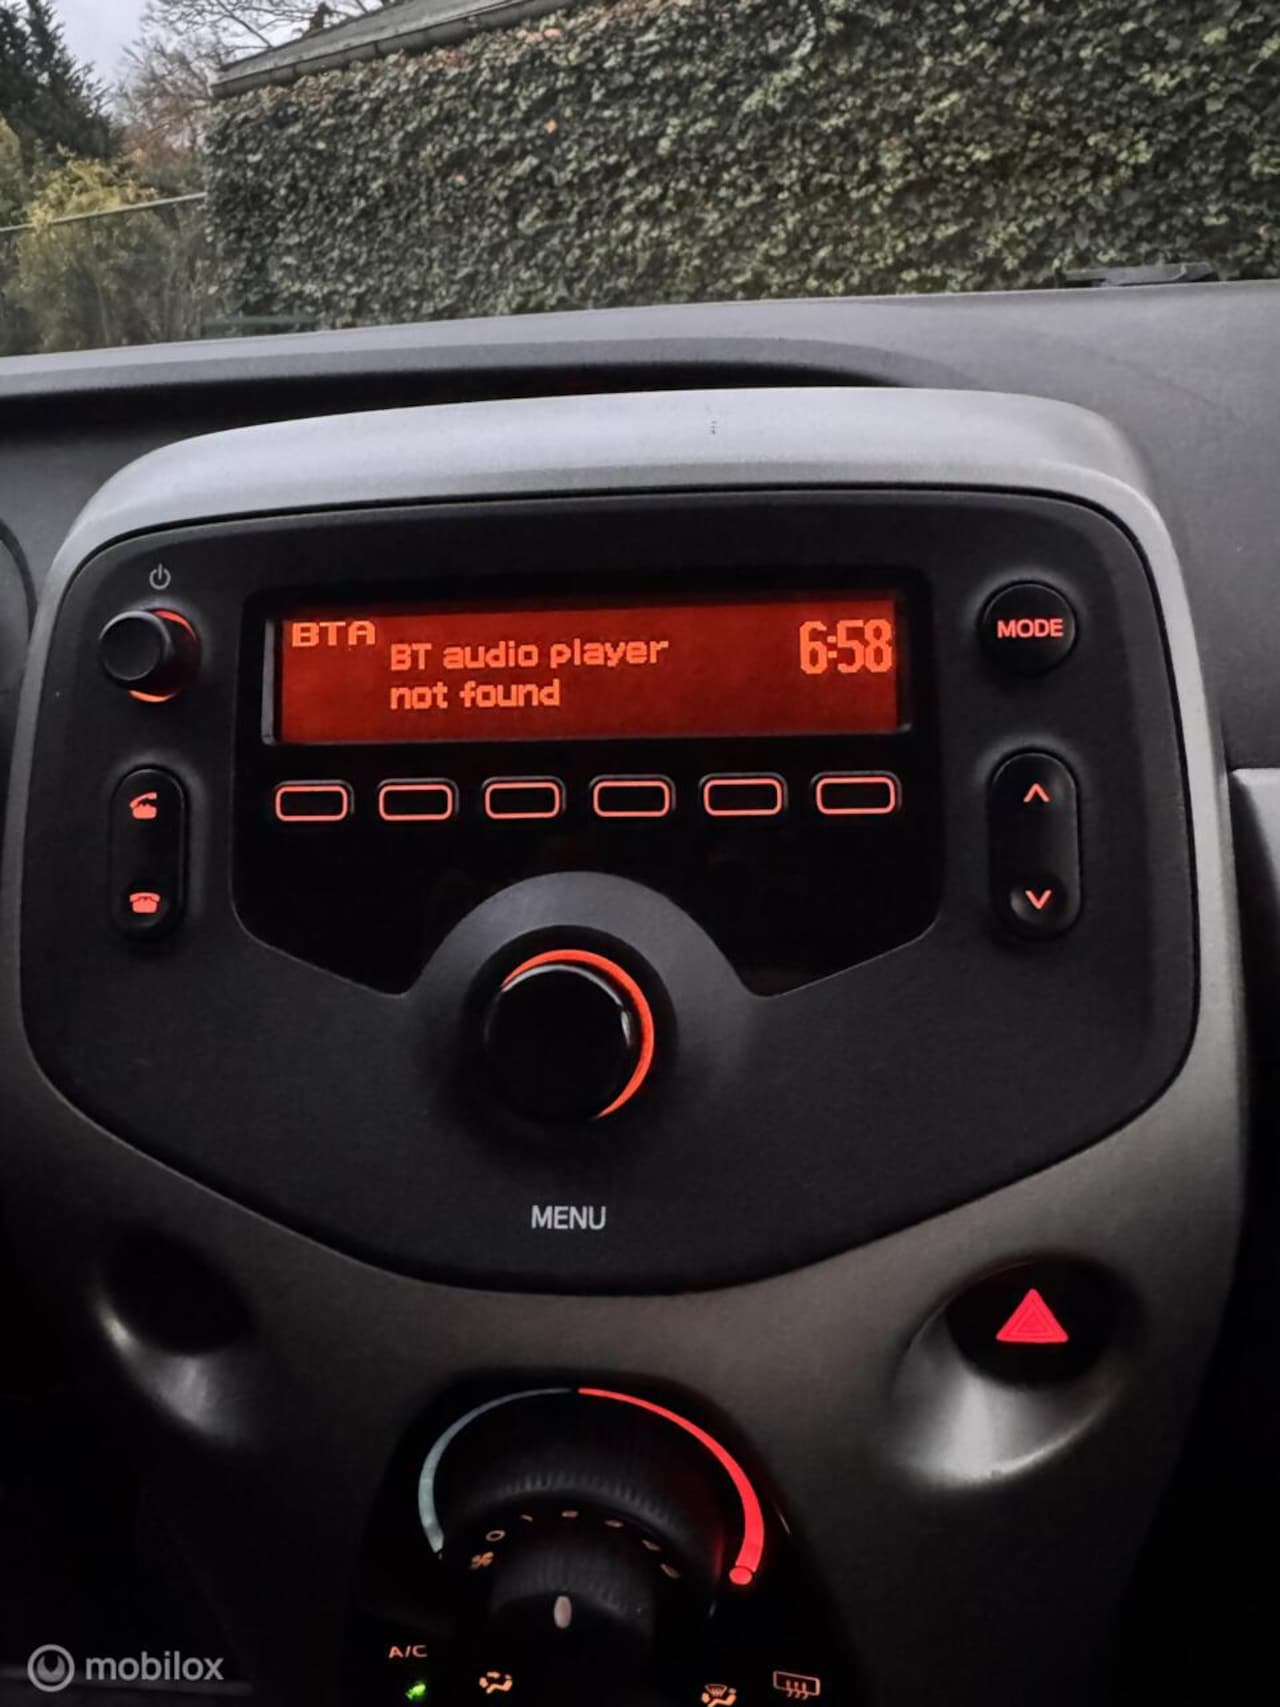 BTA
BT audio player
not found
6:58
MODE
MENU
A/C
mobilox